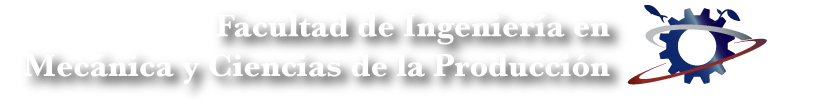 Facultad de Ingeniería en
Mecánica y Ciencias de la Producción